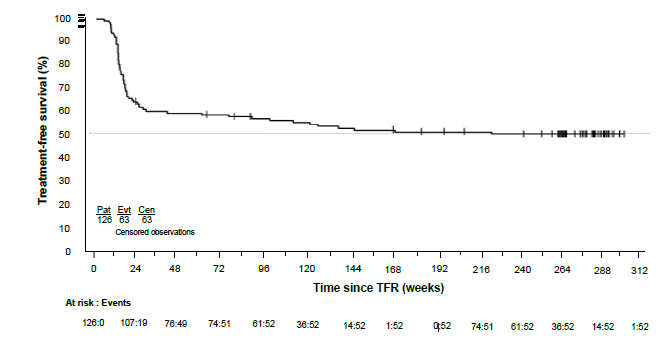 100
90
80
70
60
50
40
30
20
10
0
Treatment-free survival (%)
Pat Evt Cen
126 63 63
Censored observations
0 24 48 72 96 120 144 168 192 216 240 264 288 312
Time since TFR (weeks)
At risk : Events
126:0 107:19 76:49 74:51 61:52 36:52 14:52 1:52 0:52 74:51 61:52 36:52 14:52 1:52